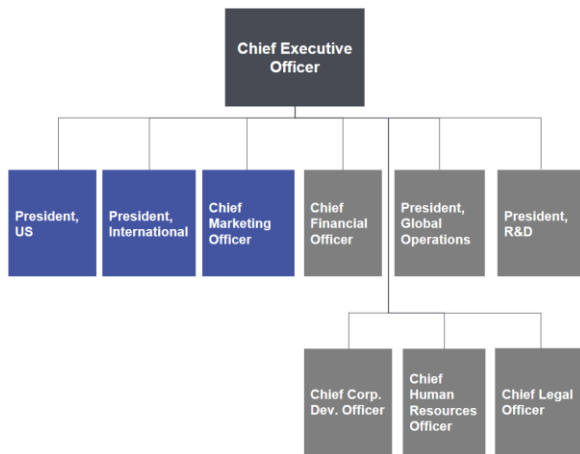 Chief Executive
Officer
President,
US
President,
International
Chief
Marketing
Officer
Chief
Financial
Officer
President,
Global
Operations
President,
R&D
Chief Corp.
Dev. Officer
Chief
Human
Resources
Officer
Chief Legal
Officer